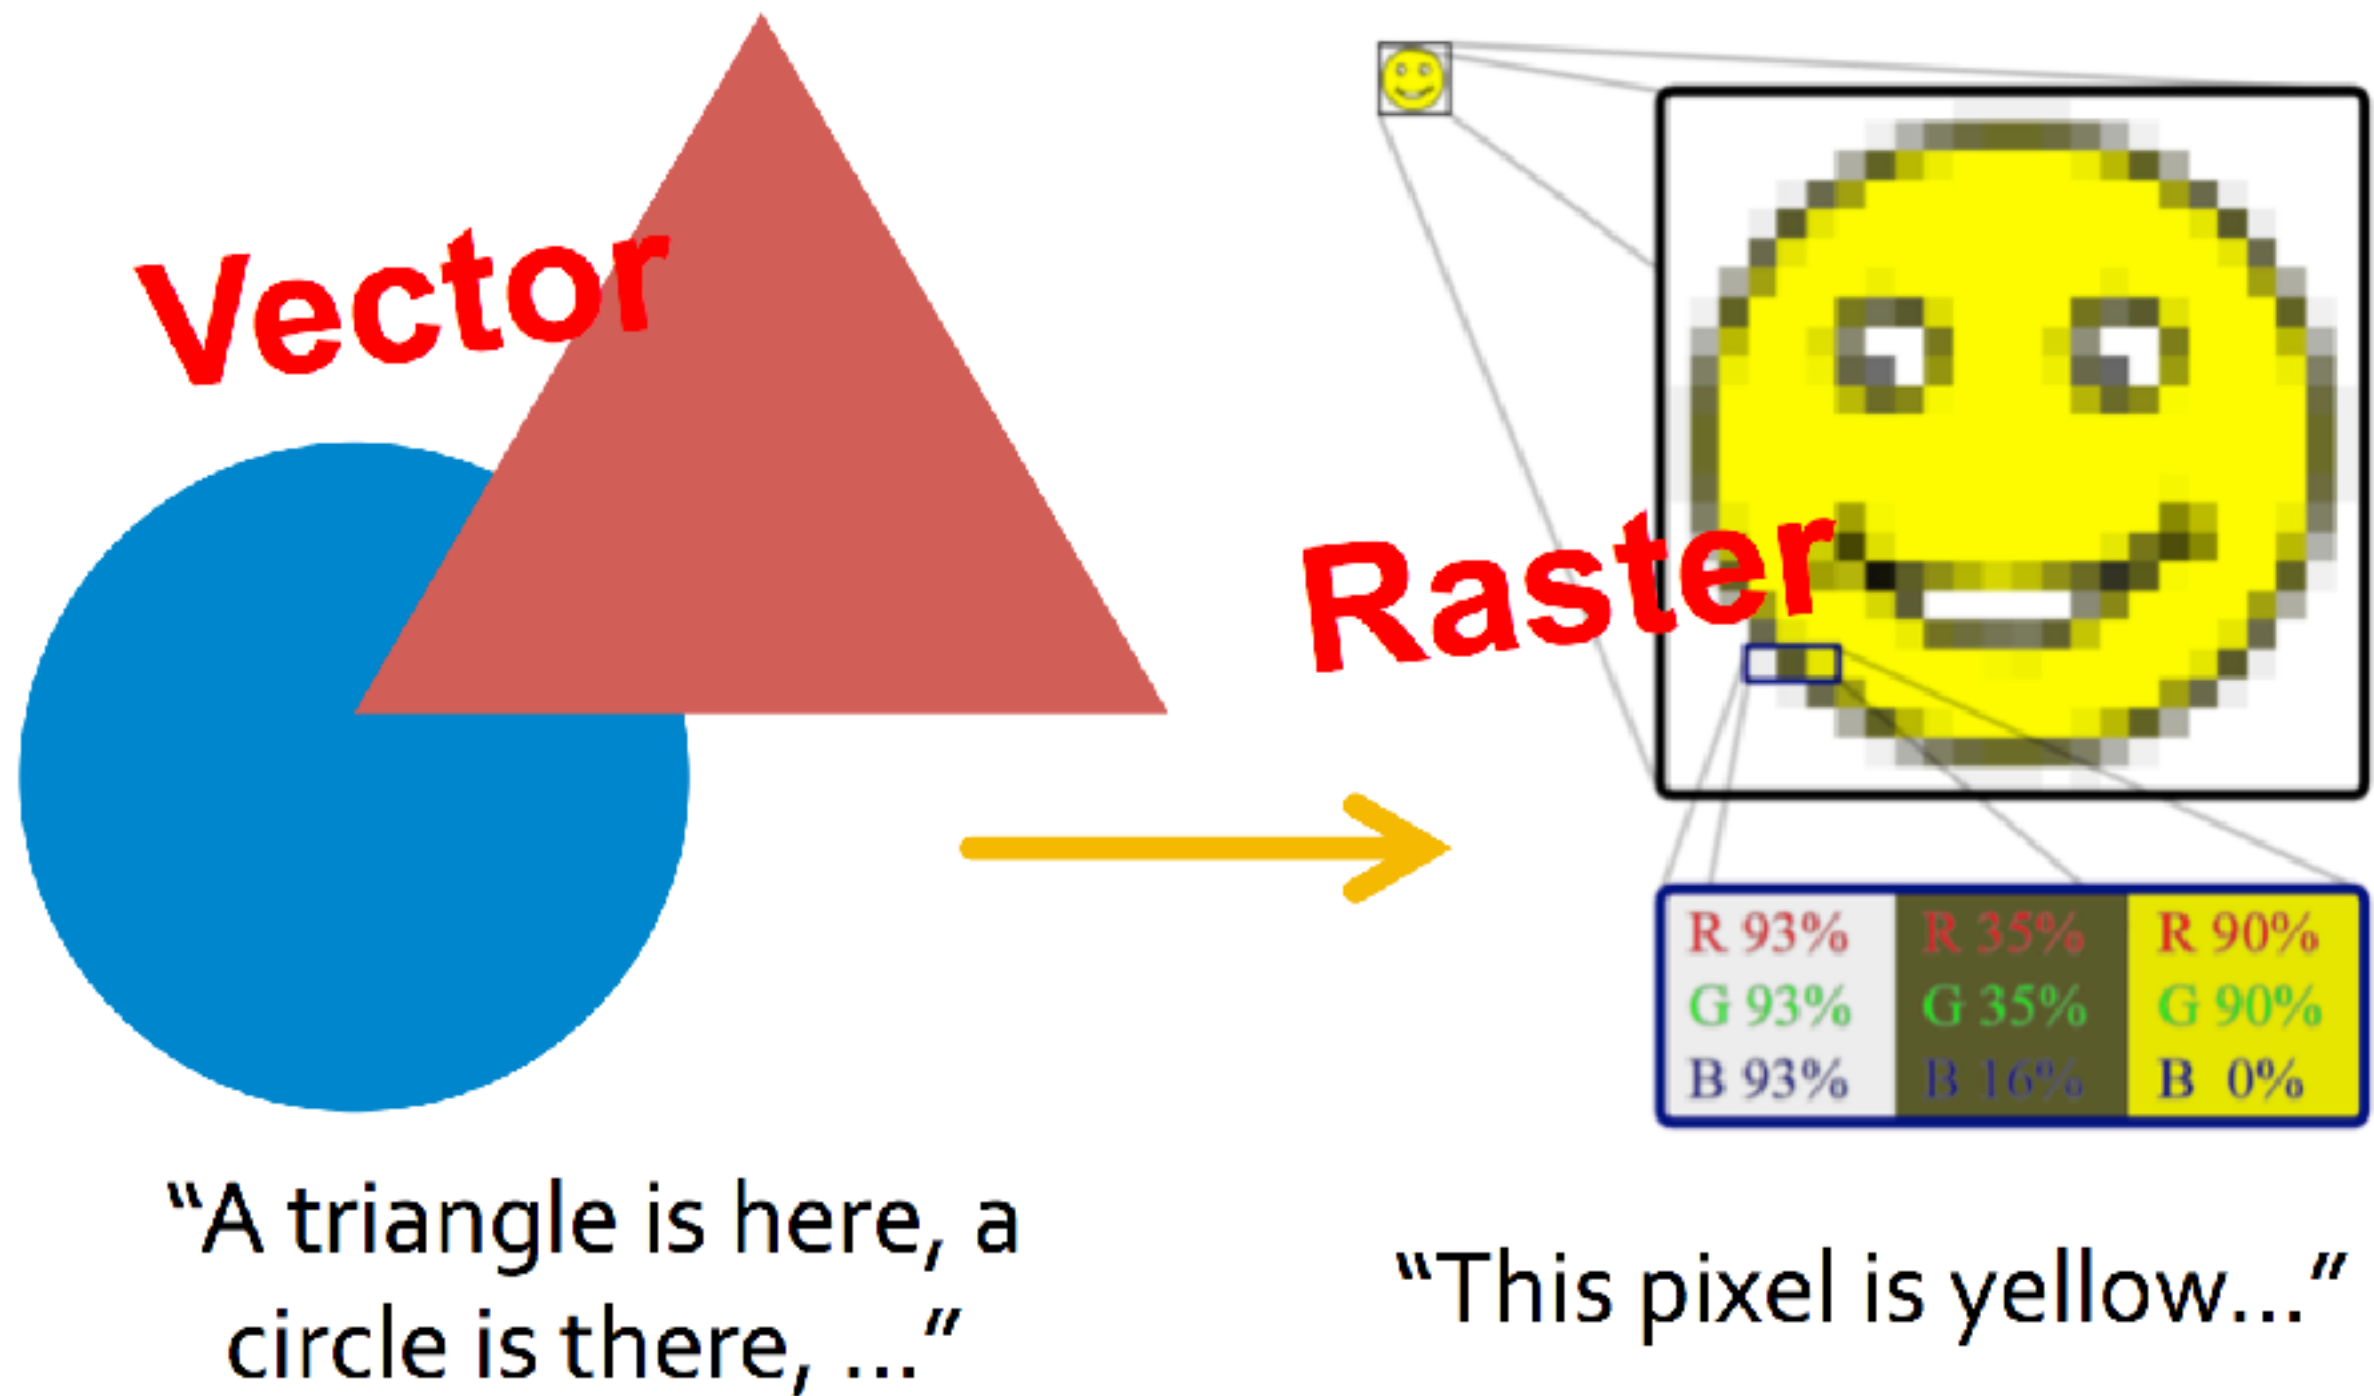 Vector
“A triangle is here, a
circle is there, ...”
Raster
R 93% R 35% R 90%
G 93% G 35% G 90%
B 93% B 16% B 0%
“This pixel is yellow...”